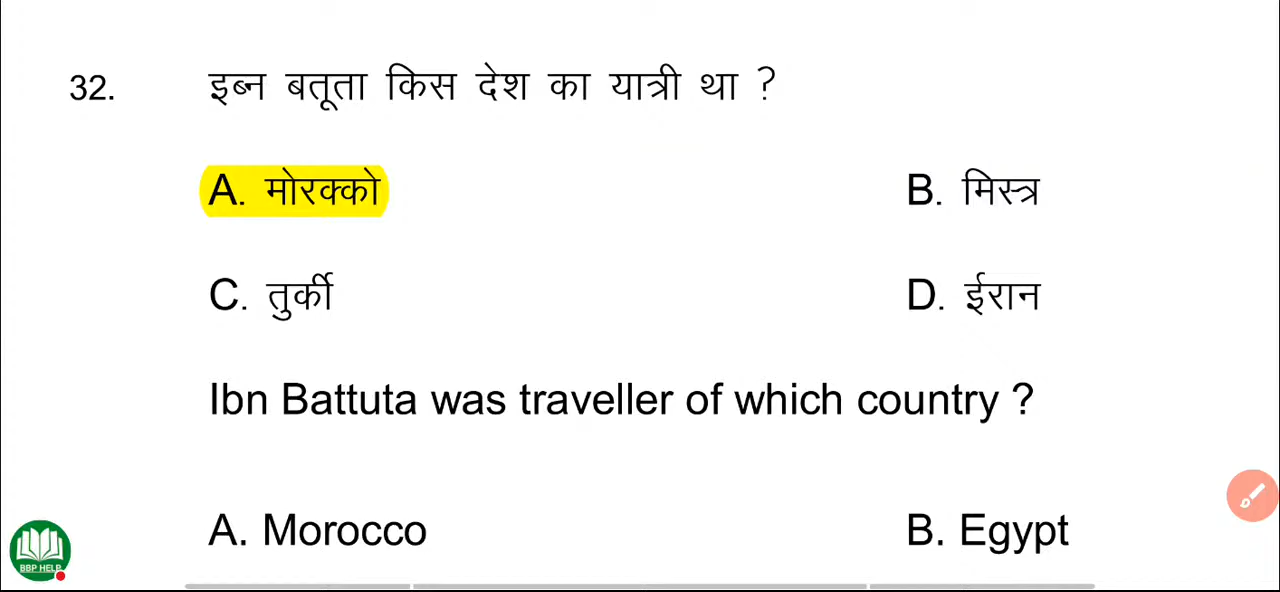 32. इब्न बतूता किस देश का यात्री था ?
A. मोरक्को B. मिस्त्र
C. तुर्की D. ईरान
Ibn Battuta was traveller of which country ?
A. Morocco B. Egypt
BBP HELP